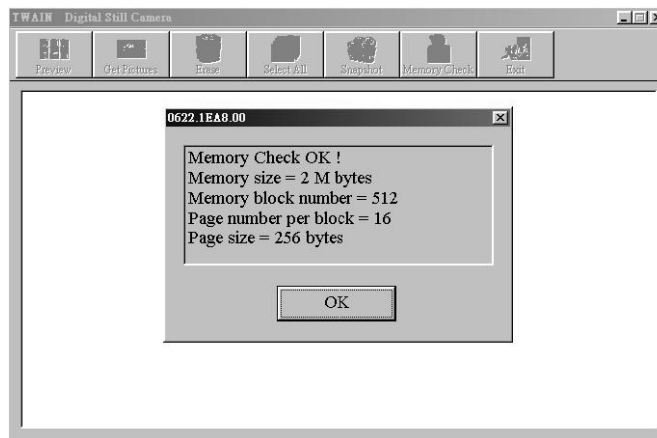 TWAIN Digital Still Camera
Preview Get Pictures Erase Select All Snapshot Memory Check Exit
0622.1EA8.00
Memory Check OK !
Memory size = 2 M bytes
Memory block number = 512
Page number per block = 16
Page size = 256 bytes
OK